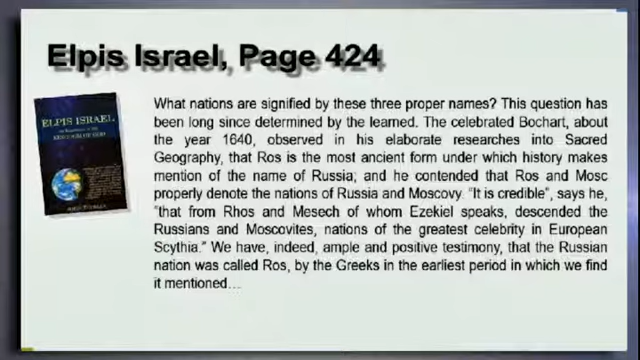 Elpis Israel, Page 424
ELPIS ISRAEL
KINGDOM OF GOD
What nations are signified by these three proper names? This question has
been long since determined by the learned. The celebrated Bochart, about
the year 1640, observed in his elaborate researches into Sacred
Geography, that Ros is the most ancient form under which history makes
mention of the name of Russia; and he contended that Ros and Mosc
properly denote the nations of Russia and Moscovy. “It is credible”, says he,
“that from Rhos and Mesech of whom Ezekiel speaks, descended the
Russians and Moscovites, nations of the greatest celebrity in European
Scythia.” We have, indeed, ample and positive testimony, that the Russian
nation was called Ros, by the Greeks in the earliest period in which we find
it mentioned…